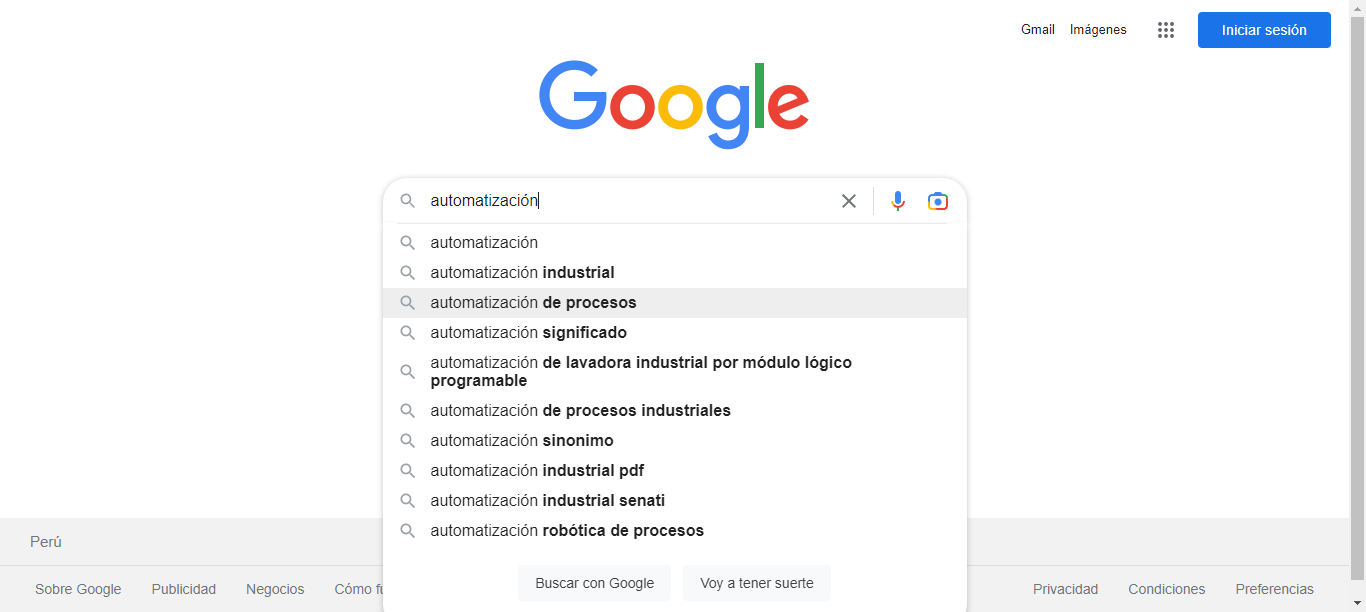 Gmail Imágenes Iniciar sesión
Google
automatización
automatización
automatización industrial
automatización de procesos
automatización significado
automatización de lavadora industrial por módulo lógico
programable
automatización de procesos industriales
automatización sinonimo
automatización industrial pdf
automatización industrial senati
automatización robótica de procesos
Buscar con Google Voy a tener suerte
Perú
Sobre Google Publicidad Negocios Cómo Privacidad Condiciones Preferencias